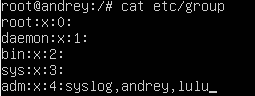 root@andrey:/# cat etc/group
root:x:0:
daemon:x:1:
bin:x:2:
sys:x:3:
adm:x:4:syslog,andrey,lulu_